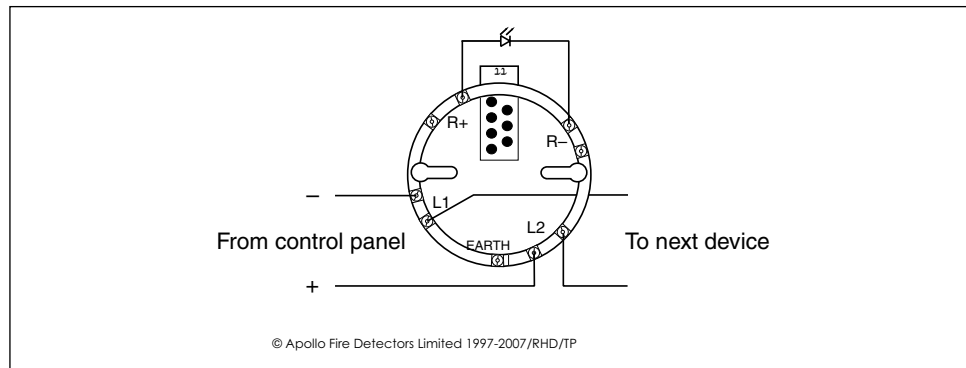 11
R+
R–
–
L1
L2
From control panel
To next device
EARTH
+
© Apollo Fire Detectors Limited 1997-2007/RHD/TP